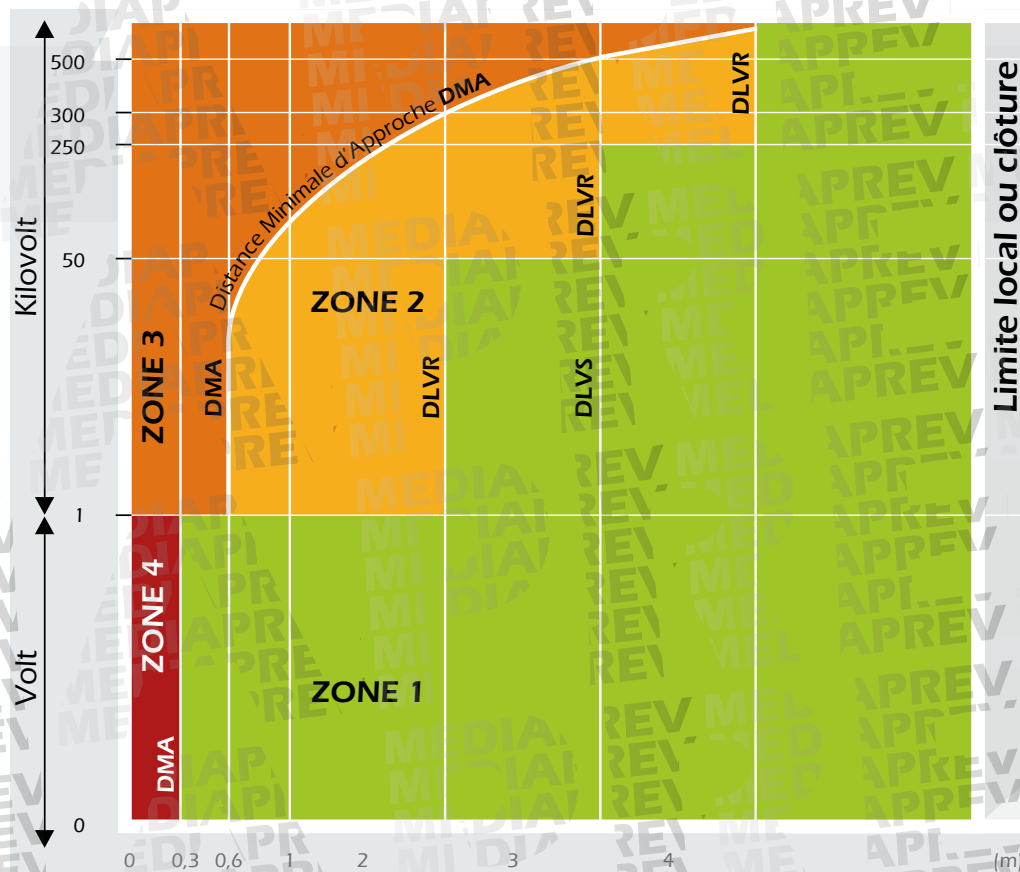 500
300
250
50
1
0
Kilovolt
Volt
Distance Minimale d'Approche DMA
DLVR
DLVR
DLVR
DLVS
ZONE 2
ZONE 3
DMA
ZONE 4
DMA
ZONE 1
Limite local ou clôture
0 0,3 0,6 1 2 3 4 (m)